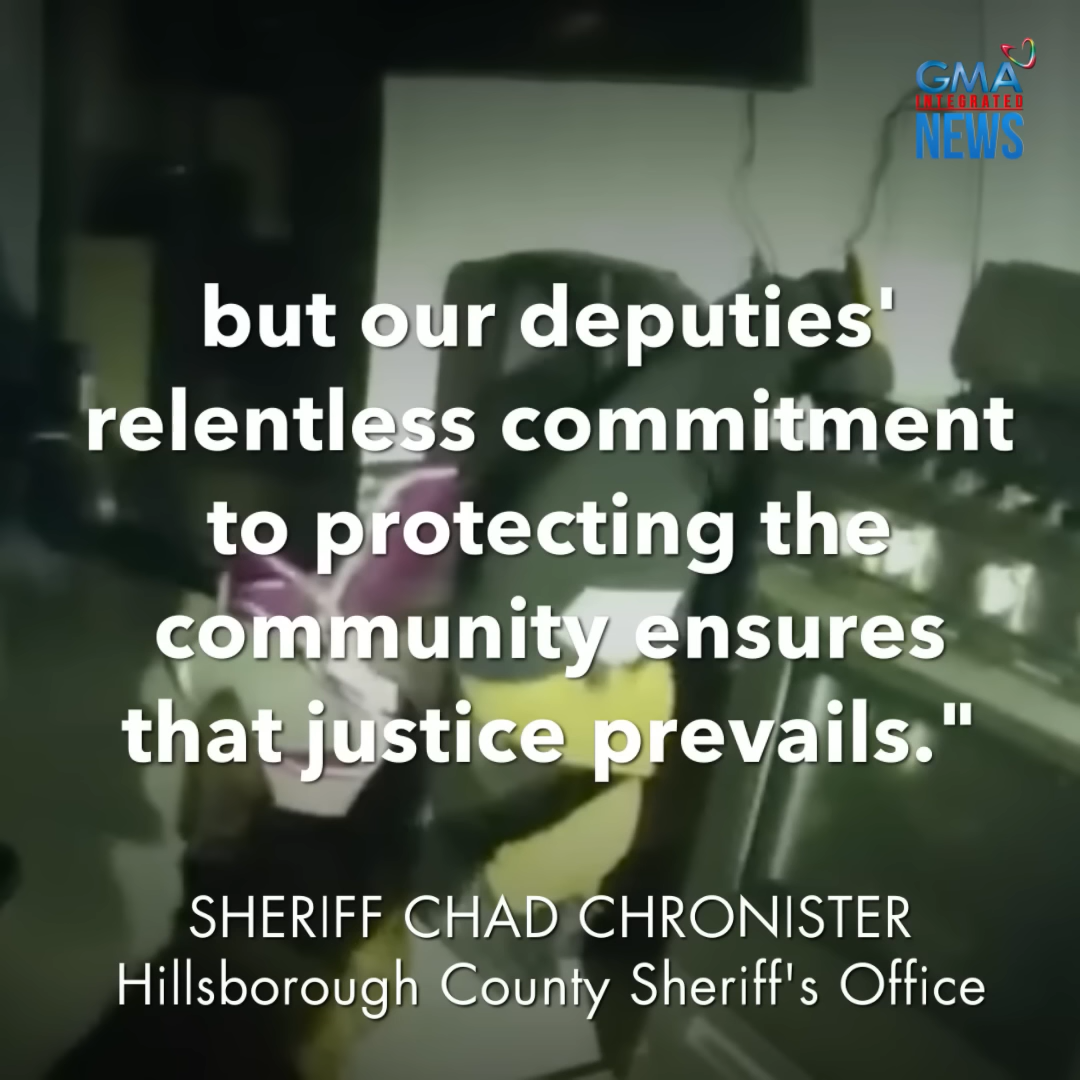 GMA
INTEGRATED
NEWS
but our deputies'
relentless commitment
to protecting the
community ensures
that justice prevails."
SHERIFF CHAD CHRONISTER
Hillsborough County Sheriff's Office